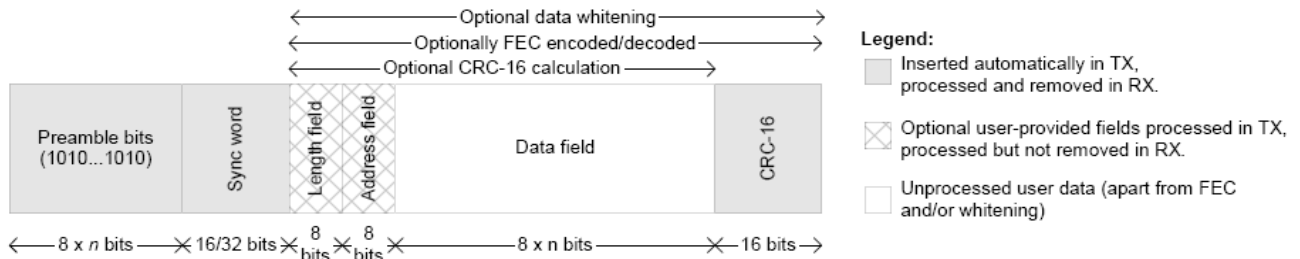 Optional data whitening
Optionally FEC encoded/decoded
Optional CRC-16 calculation
Preamble bits
(1010...1010)
Sync word
Length field
Address field
Data field
CRC-16
8 x n bits
16/32 bits
8
bits
8
bits
8 x n bits
16 bits
Legend:
Inserted automatically in TX,
processed and removed in RX.
Optional user-provided fields processed in TX,
processed but not removed in RX.
Unprocessed user data (apart from FEC
and/or whitening)